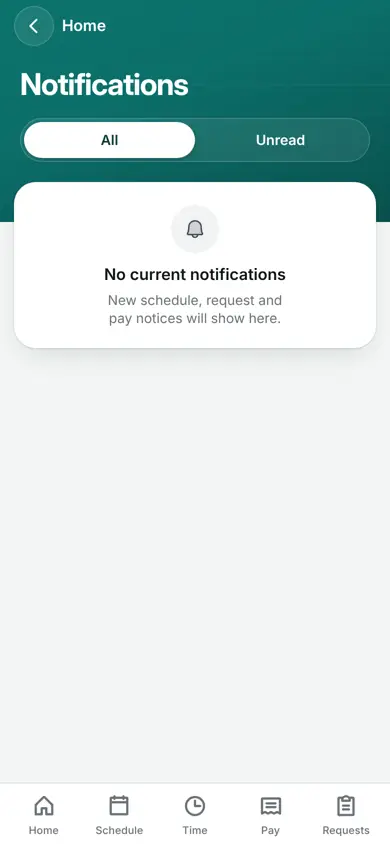 Home
Notifications
All
Unread
No current notifications
New schedule, request and
pay notices will show here.
Home
Schedule
Time
Pay
Requests